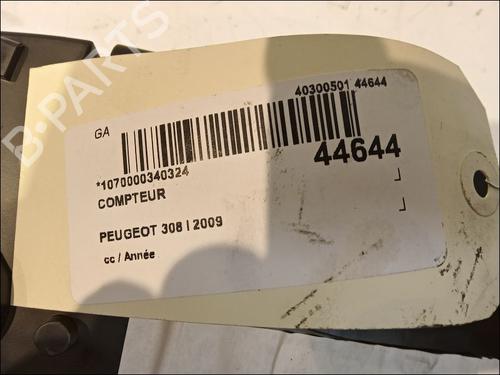 B-PARTS
40300501 44644
GA
44644
*1070000340324
COMPTEUR
PEUGEOT 308 I 2009
cc / Année